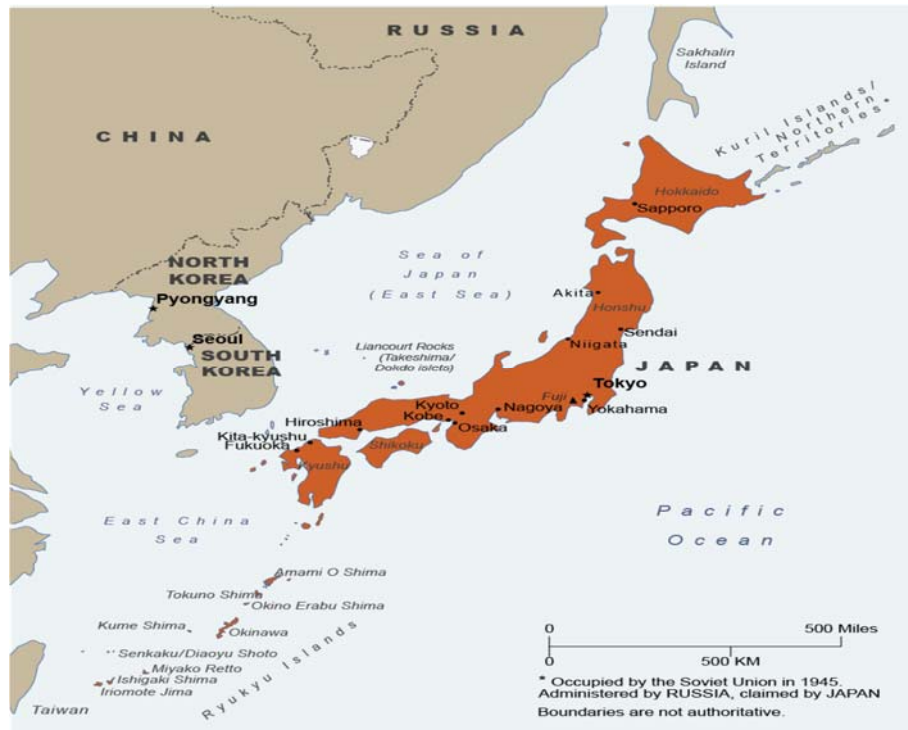 RUSSIA
Sakhalin
Island
Kuril Islands/
Northern
Territories*
CHINA
Hokkaido
Sapporo
NORTH
KOREA
Pyongyang
Sea of
Japan
(East Sea)
Akita
Honshu
Seoul
SOUTH
KOREA
Liancourt Rocks
(Takeshima/
Dokdo islets)
Sendai
Niigata
JAPAN
Yellow
Sea
Tokyo
Fuji
Yokahama
Kyoto
Kobe
Nagoya
Osaka
Hiroshima
Kita-kyushu
Fukuoka
Shikoku
Kyushu
East China
Sea
Pacific
Ocean
Amami O Shima
Tokuno Shima
Okino Erabu Shima
Kume Shima
Okinawa
Senkaku/Diaoyu Shoto
Miyako Retto
Ishigaki Shima
Iriomote Jima
Ryukyu Islands
Taiwan
0 500 Miles
0 500 KM
* Occupied by the Soviet Union in 1945.
Administered by RUSSIA, claimed by JAPAN
Boundaries are not authoritative.